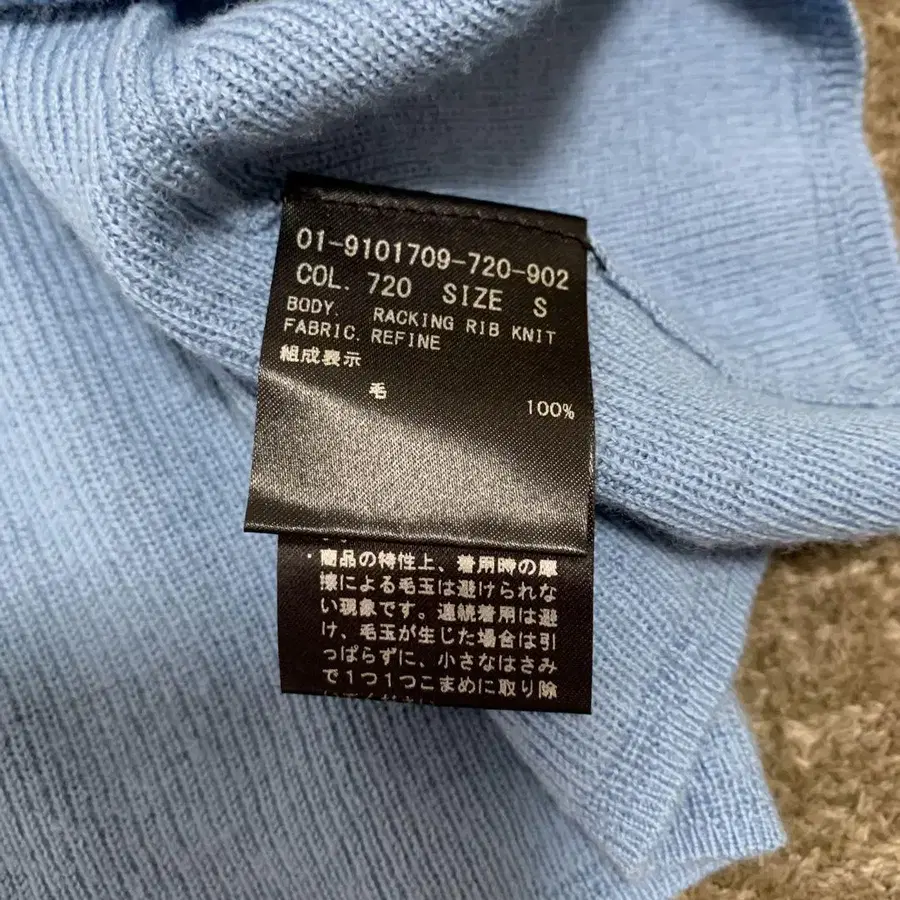 01-9101709-720-902
COL. 720 SIZE S
BODY. RACKING RIB KNIT
FABRIC. REFINE
組成表示
毛 100%
・商品の特性上、着用時の摩
擦による毛玉は避けられな
い現象です。連続着用は避
け、毛玉が生じた場合は引
っぱらずに、小さなはさみ
で1つ1つこまめに取り除